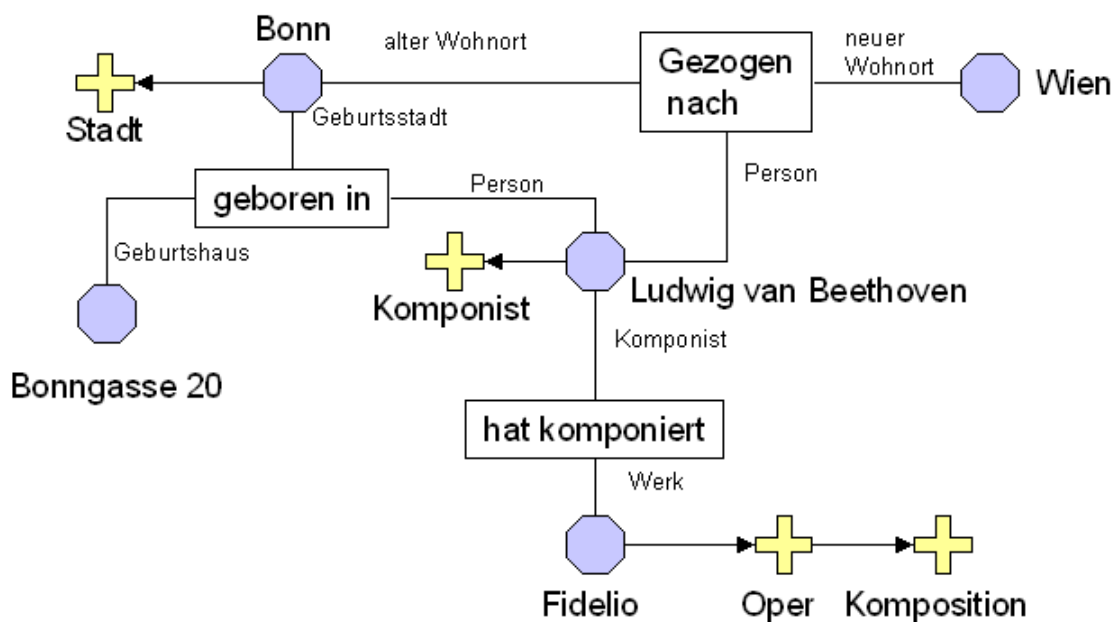 Bonn
alter Wohnort
Gezogen
nach
neuer
Wohnort
Wien
Stadt
Geburtsstadt
geboren in
Person
Person
Geburtshaus
Komponist
Ludwig van Beethoven
Komponist
Bonngasse 20
hat komponiert
Werk
Fidelio
Oper
Komposition